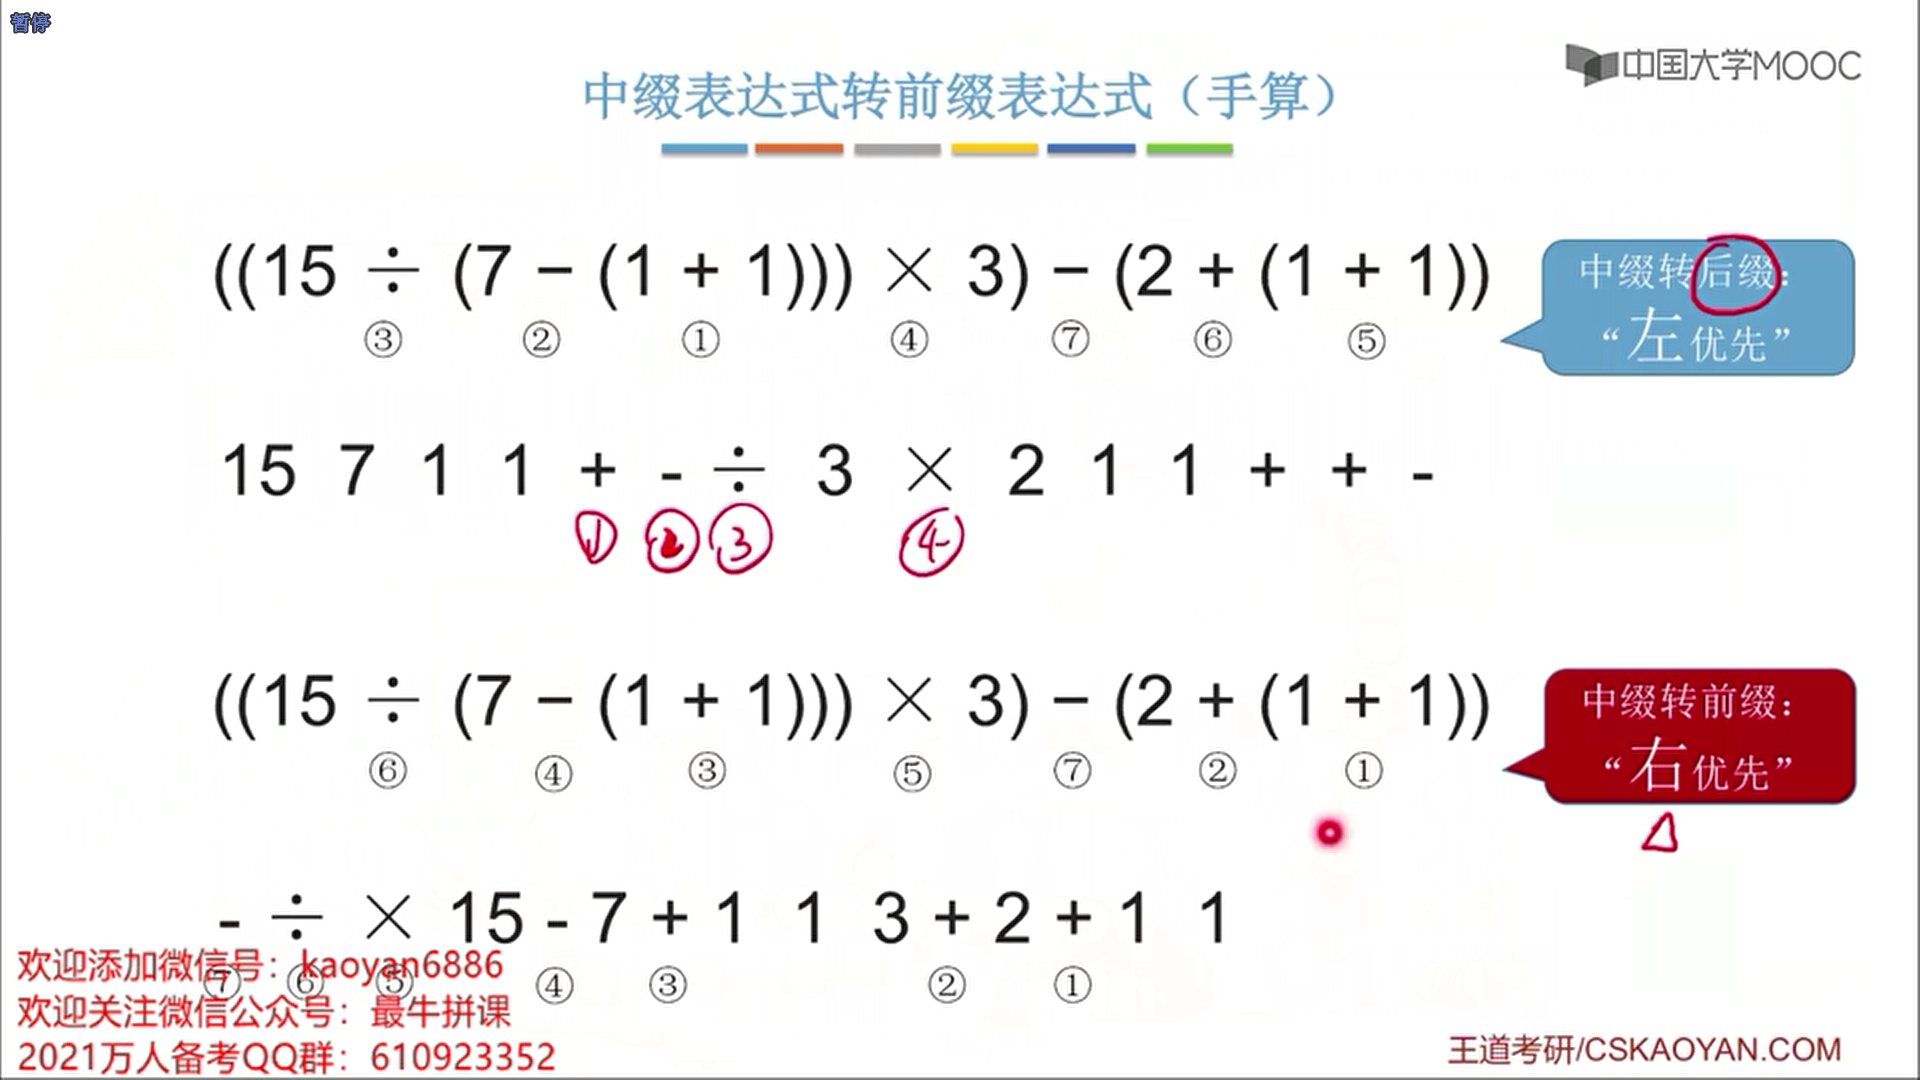 暂停
中国大学MOOC
中缀表达式转前缀表达式（手算）
((15 ÷ (7 − (1 + 1))) × 3) − (2 + (1 + 1))
③ ② ① ④ ⑦ ⑥ ⑤
中缀转后缀：
“左优先”
15 7 1 1 + - ÷ 3 × 2 1 1 + + -
① ② ③ ④
((15 ÷ (7 − (1 + 1))) × 3) − (2 + (1 + 1))
⑥ ④ ③ ⑤ ⑦ ② ①
中缀转前缀：
“右优先”
- ÷ × 15 - 7 + 1 1 3 + 2 + 1 1
⑦ ⑥ ⑤ ④ ③ ② ①
欢迎添加微信号：kaoyan6886
欢迎关注微信公众号：最牛拼课
2021万人备考QQ群：610923352
王道考研/CSKAOYAN.COM